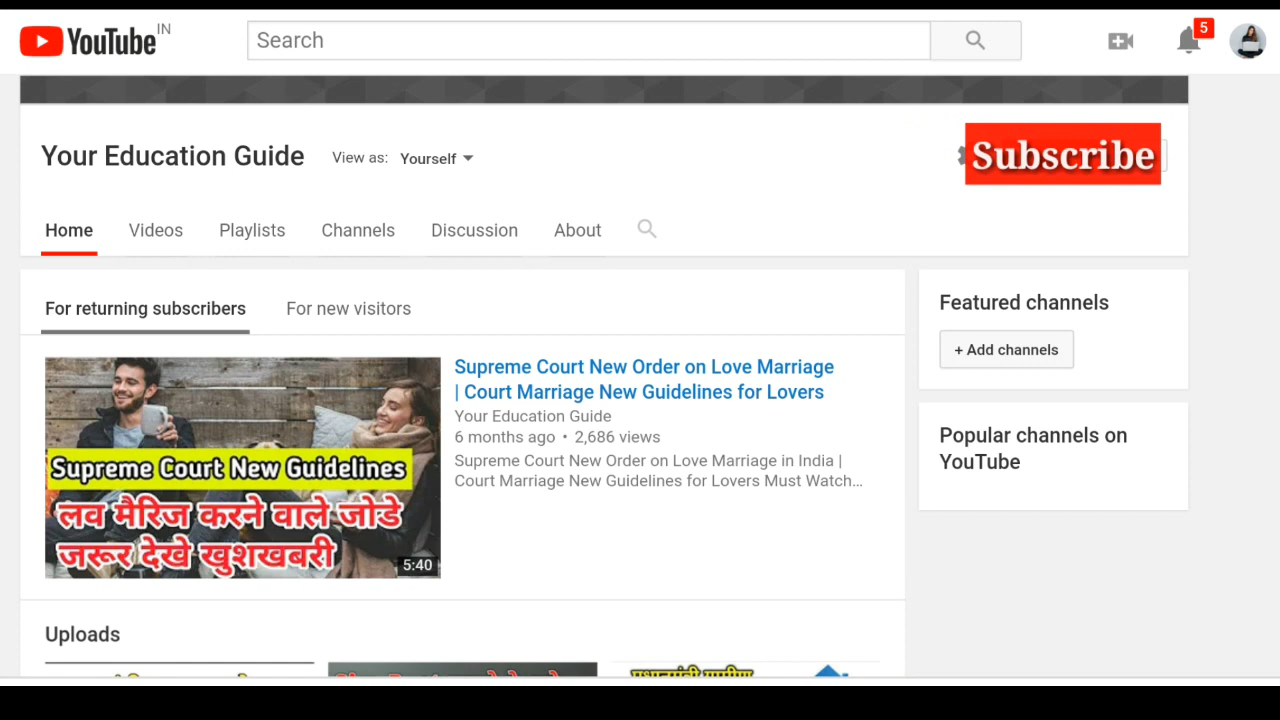 YouTube IN
Search
5
Your Education Guide
View as: Yourself
Subscribe
Home Videos Playlists Channels Discussion About
For returning subscribers For new visitors
Supreme Court New Guidelines
लव मैरिज करने वाले जोडे
जरूर देखे खुशखबरी
5:40
Supreme Court New Order on Love Marriage
| Court Marriage New Guidelines for Lovers
Your Education Guide
6 months ago • 2,686 views
Supreme Court New Order on Love Marriage in India |
Court Marriage New Guidelines for Lovers Must Watch...
Featured channels
+ Add channels
Popular channels on
YouTube
Uploads